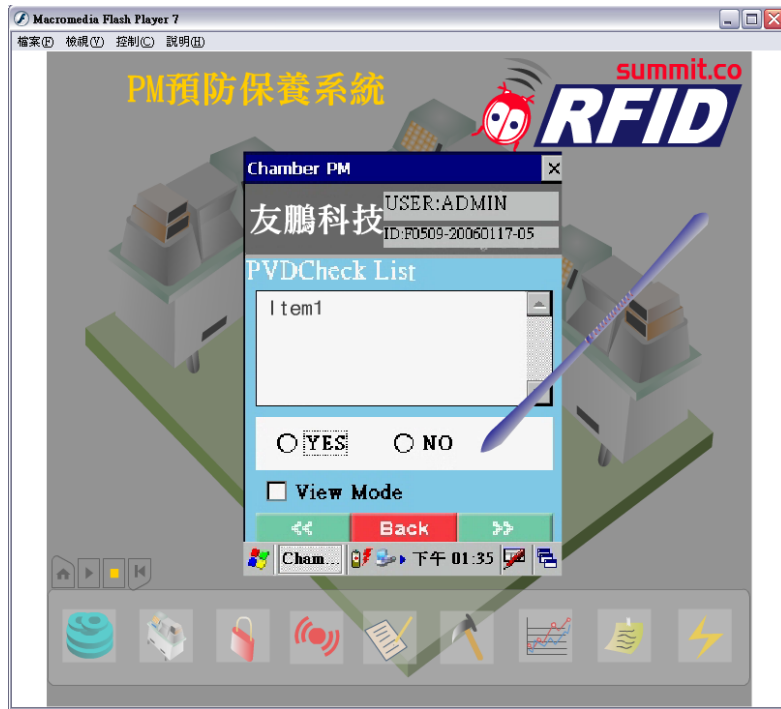 Macromedia Flash Player 7
檔案(F) 檢視(V) 控制(C) 說明(H)
PM預防保養系統
summit.co
RFID
Chamber PM
友鵬科技
USER:ADMIN
ID:F0509-20060117-05
PVDCheck List
Item1
YES NO
View Mode
<< Back >>
Cham... 下午 01:35